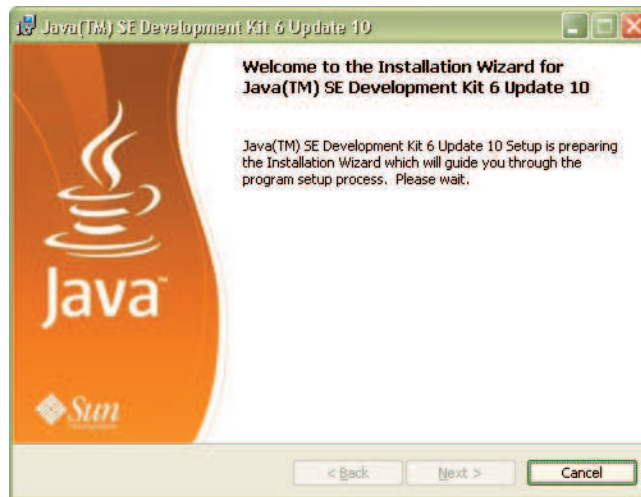 Java(TM) SE Development Kit 6 Update 10
Welcome to the Installation Wizard for
Java(TM) SE Development Kit 6 Update 10
Java(TM) SE Development Kit 6 Update 10 Setup is preparing
the Installation Wizard which will guide you through the
program setup process. Please wait.
Java™
Sun
< Back
Next >
Cancel